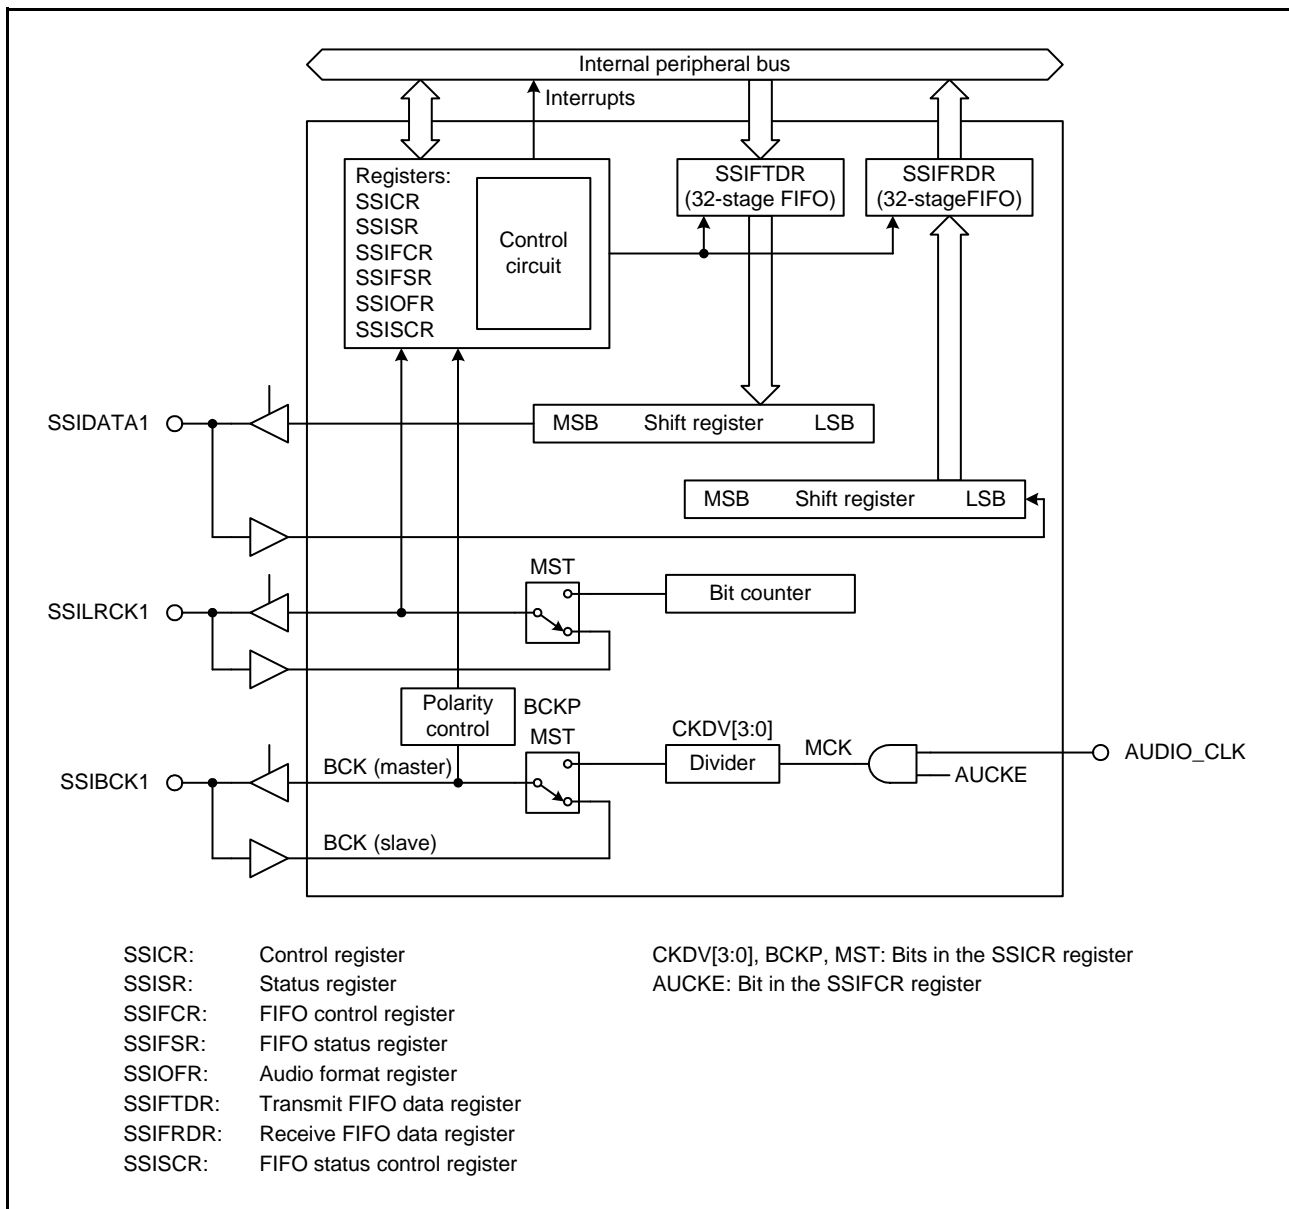 Internal peripheral bus
Interrupts
Registers:
SSICR
SSISR
SSIFCR
SSIFSR
SSIOFR
SSISCR
Control
circuit
SSIFTDR
(32-stage FIFO)
SSIFRDR
(32-stageFIFO)
SSIDATA1
MSB Shift register LSB
MSB Shift register LSB
MST
Bit counter
SSILRCK1
Polarity
control
BCKP
MST
CKDV[3:0]
Divider
MCK
AUCKE
AUDIO_CLK
SSIBCK1
BCK (master)
BCK (slave)
SSICR: Control register
SSISR: Status register
SSIFCR: FIFO control register
SSIFSR: FIFO status register
SSIOFR: Audio format register
SSIFTDR: Transmit FIFO data register
SSIFRDR: Receive FIFO data register
SSISCR: FIFO status control register
CKDV[3:0], BCKP, MST: Bits in the SSICR register
AUCKE: Bit in the SSIFCR register